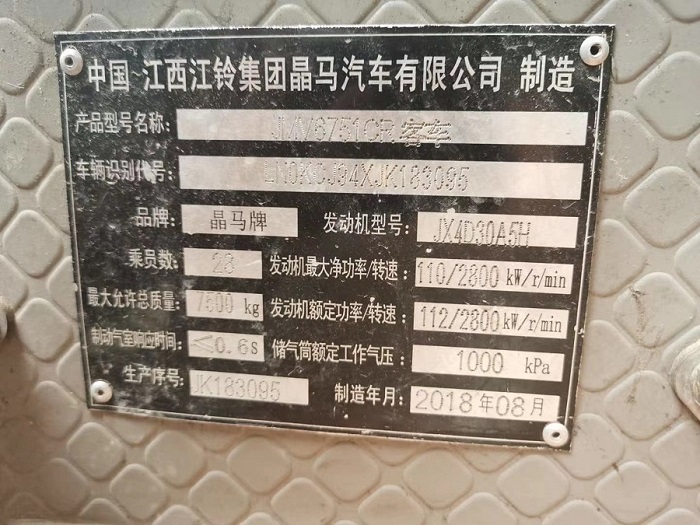 中国 江西江铃集团晶马汽车有限公司 制造
产品型号名称: JMV6751CR 客车
车辆识别代号: JK183095
品牌: 晶马牌 发动机型号: JX4D30A5H
乘员数: 28 发动机最大净功率/转速: 110/2800 kW/r/min
最大允许总质量: kg 发动机额定功率/转速: 112/2800 kW/r/min
制动气室响应时间: ≤0.6s 储气筒额定工作气压: 1000 kPa
生产序号: JK183095 制造年月: 2018年08月